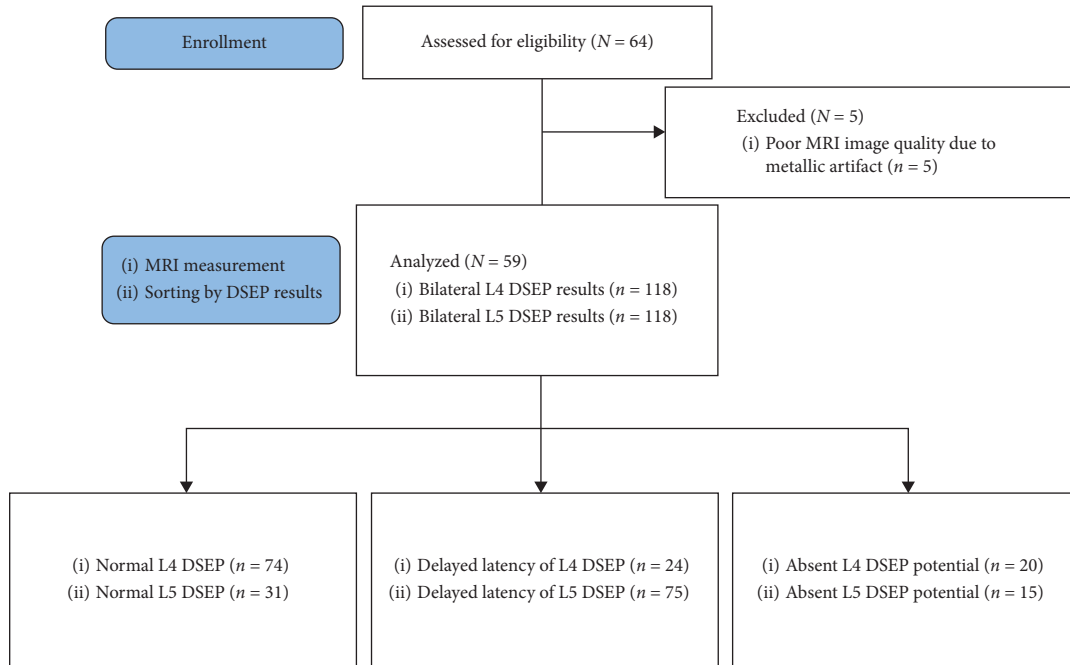 Enrollment
Assessed for eligibility (N = 64)
Excluded (N = 5)
(i) Poor MRI image quality due to
metallic artifact (n = 5)
(i) MRI measurement
(ii) Sorting by DSEP results
Analyzed (N = 59)
(i) Bilateral L4 DSEP results (n = 118)
(ii) Bilateral L5 DSEP results (n = 118)
(i) Normal L4 DSEP (n = 74)
(ii) Normal L5 DSEP (n = 31)
(i) Delayed latency of L4 DSEP (n = 24)
(ii) Delayed latency of L5 DSEP (n = 75)
(i) Absent L4 DSEP potential (n = 20)
(ii) Absent L5 DSEP potential (n = 15)